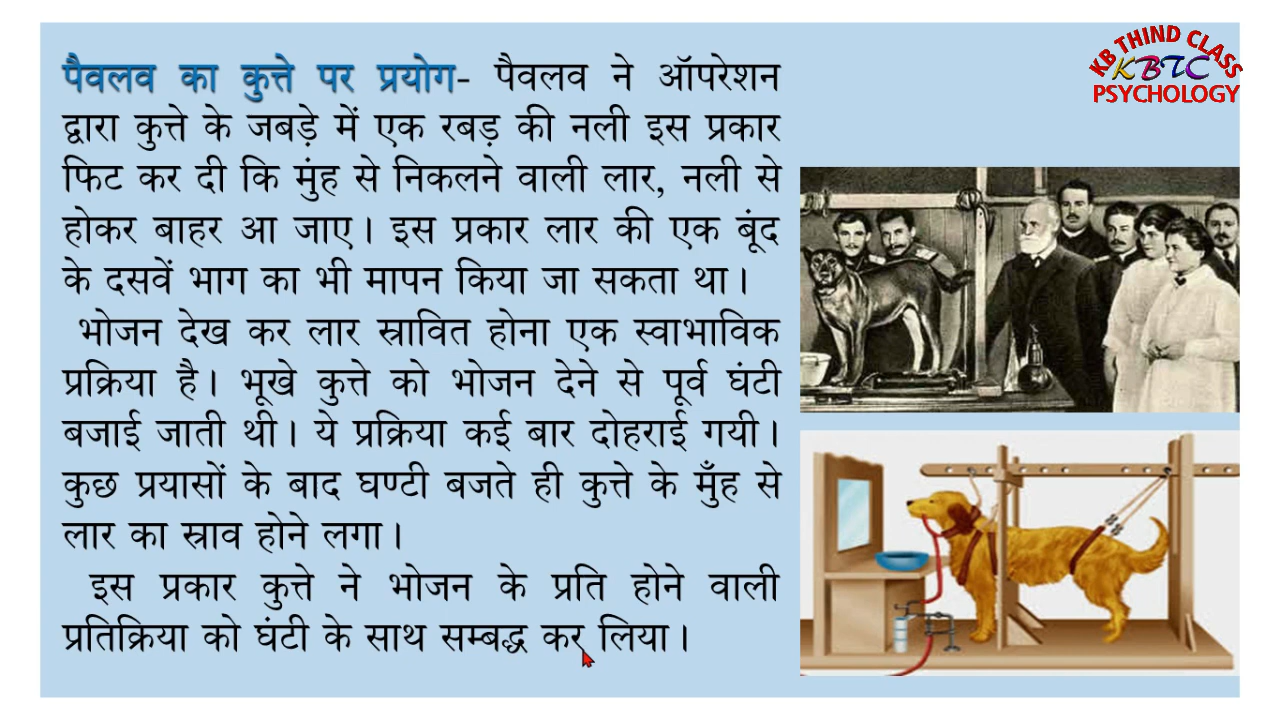 पैवलव का कुत्ते पर प्रयोग- पैवलव ने ऑपरेशन
द्वारा कुत्ते के जबड़े में एक रबड़ की नली इस प्रकार
फिट कर दी कि मुंह से निकलने वाली लार, नली से
होकर बाहर आ जाए। इस प्रकार लार की एक बूंद
के दसवें भाग का भी मापन किया जा सकता था।
भोजन देख कर लार स्रावित होना एक स्वाभाविक
प्रक्रिया है। भूखे कुत्ते को भोजन देने से पूर्व घंटी
बजाई जाती थी। ये प्रक्रिया कई बार दोहराई गयी।
कुछ प्रयासों के बाद घण्टी बजते ही कुत्ते के मुँह से
लार का स्राव होने लगा।
इस प्रकार कुत्ते ने भोजन के प्रति होने वाली
प्रतिक्रिया को घंटी के साथ सम्बद्ध कर लिया।
KB THIND CLASS
KBTC
PSYCHOLOGY